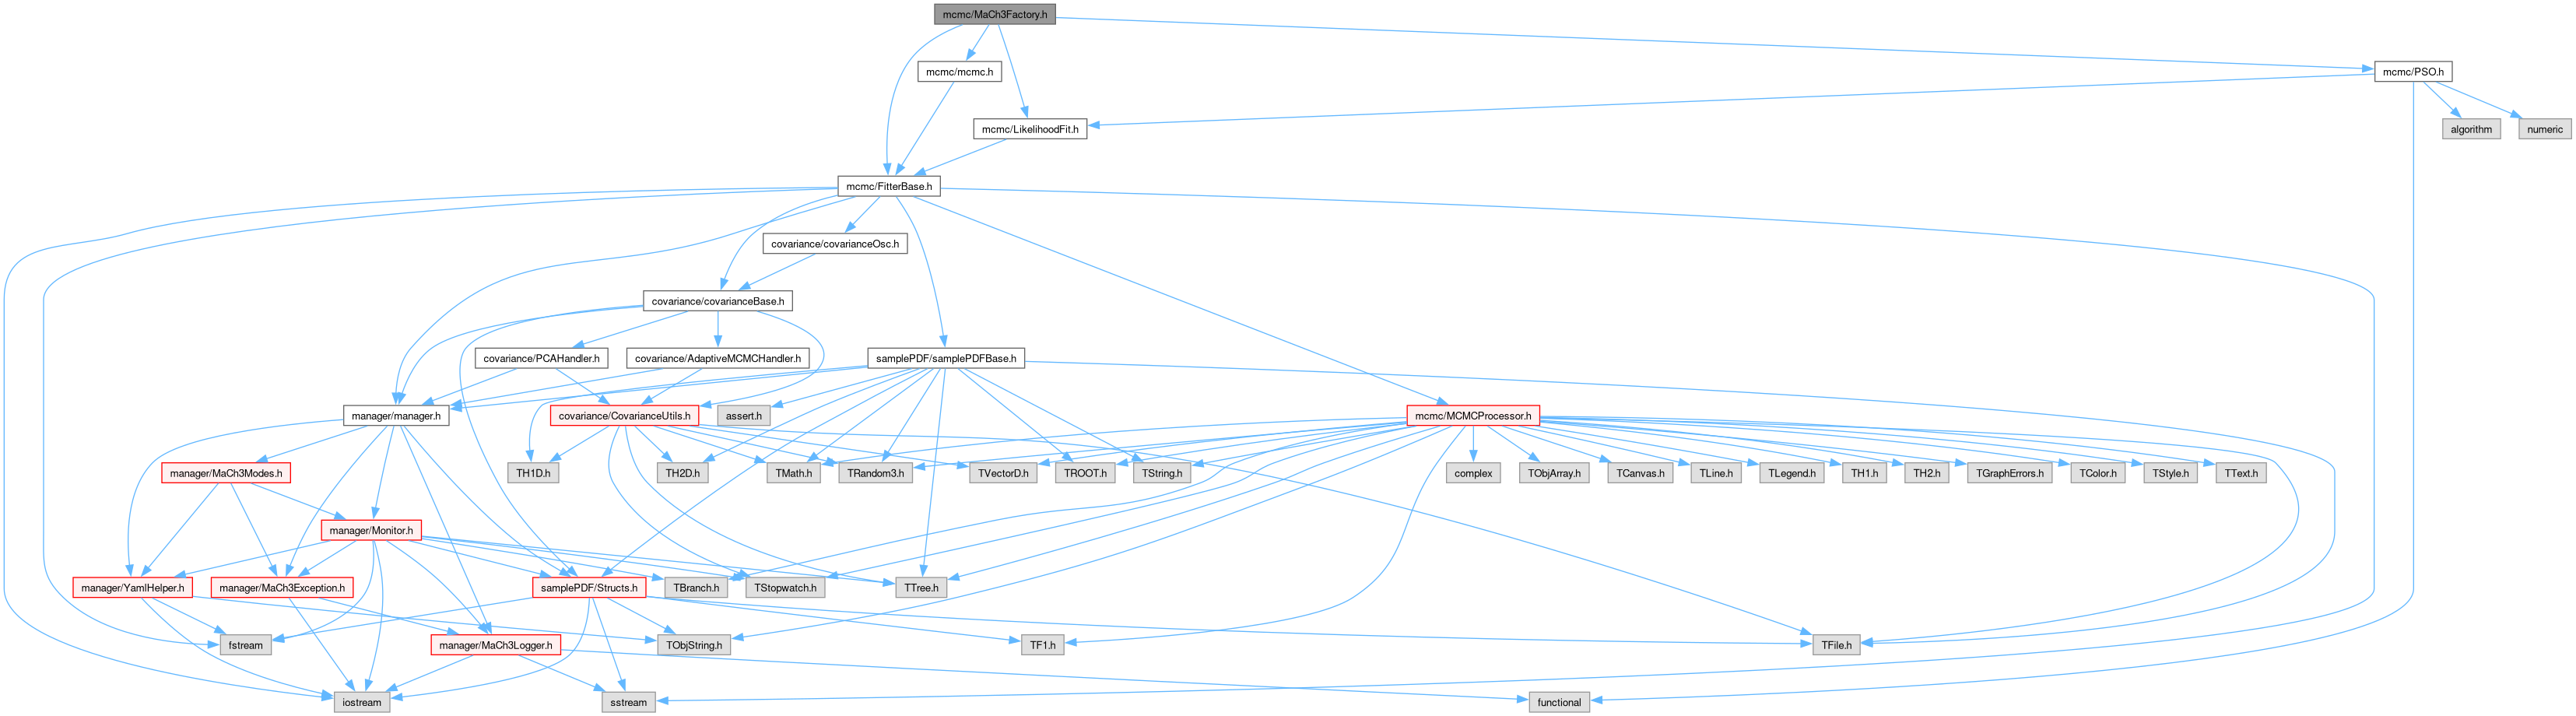 mcmc/MaCh3Factory.h
mcmc/mcmc.h
mcmc/PSO.h
mcmc/LikelihoodFit.h
algorithm
numeric
mcmc/FitterBase.h
covariance/covarianceOsc.h
covariance/covarianceBase.h
covariance/PCAHandler.h
covariance/AdaptiveMCMCHandler.h
samplePDF/samplePDFBase.h
manager/manager.h
covariance/CovarianceUtils.h
assert.h
mcmc/MCMCProcessor.h
manager/MaCh3Modes.h
TH1D.h
TH2D.h
TMath.h
TRandom3.h
TVectorD.h
TROOT.h
TString.h
complex
TObjArray.h
TCanvas.h
TLine.h
TLegend.h
TH1.h
TH2.h
TGraphErrors.h
TColor.h
TStyle.h
TText.h
manager/Monitor.h
manager/YamlHelper.h
manager/MaCh3Exception.h
samplePDF/Structs.h
TBranch.h
TStopwatch.h
TTree.h
fstream
manager/MaCh3Logger.h
TObjString.h
TF1.h
TFile.h
iostream
sstream
functional